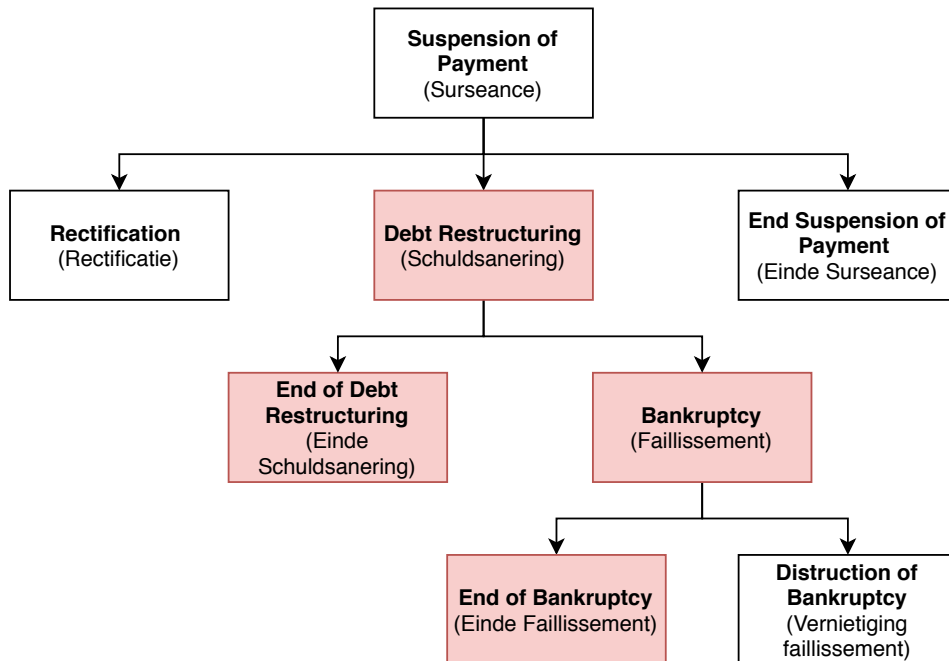 Suspension of
Payment
(Surseance)
Rectification
(Rectificatie)
Debt Restructuring
(Schuldsanering)
End Suspension of
Payment
(Einde Surseance)
End of Debt
Restructuring
(Einde
Schuldsanering)
Bankruptcy
(Faillissement)
End of Bankruptcy
(Einde Faillissement)
Distruction of
Bankruptcy
(Vernietiging
faillissement)